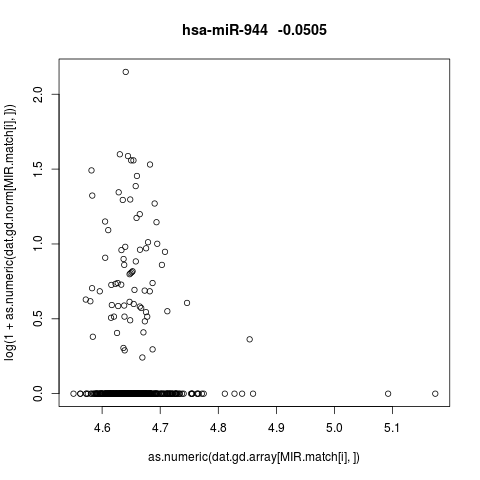 hsa-miR-944 -0.0505
log(1 + as.numeric(dat.gd.norm[MIR.match[i], ]))
2.0
1.5
1.0
0.5
0.0
4.6 4.7 4.8 4.9 5.0 5.1
as.numeric(dat.gd.array[MIR.match[i], ])